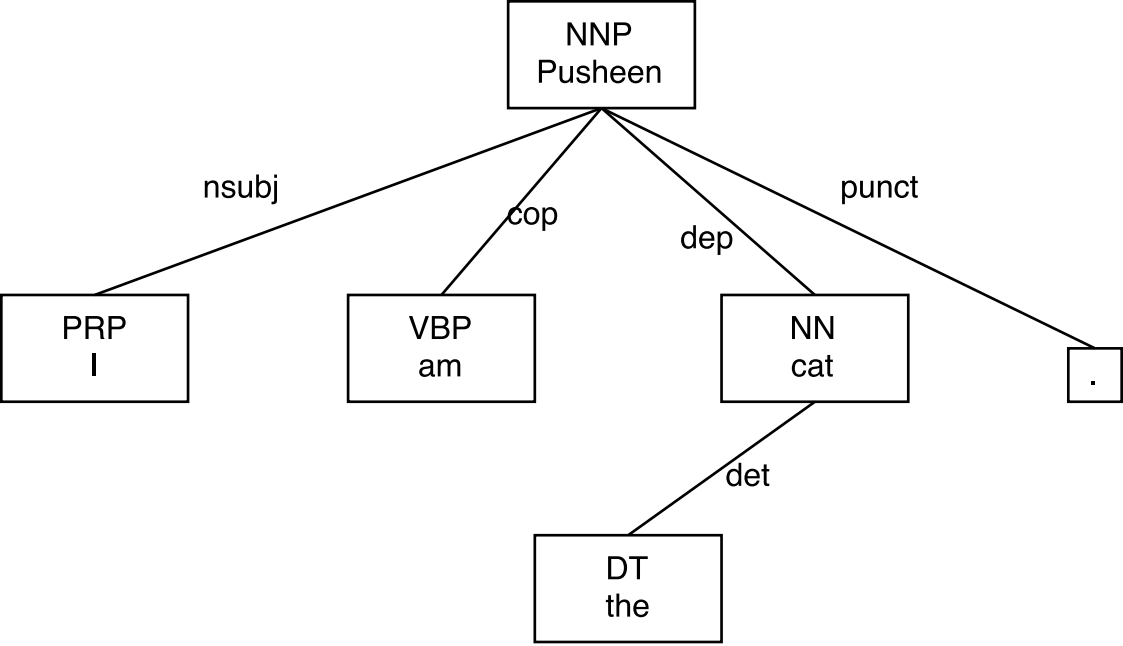 NNP
Pusheen
nsubj
cop
dep
punct
PRP
I
VBP
am
NN
cat
.
det
DT
the